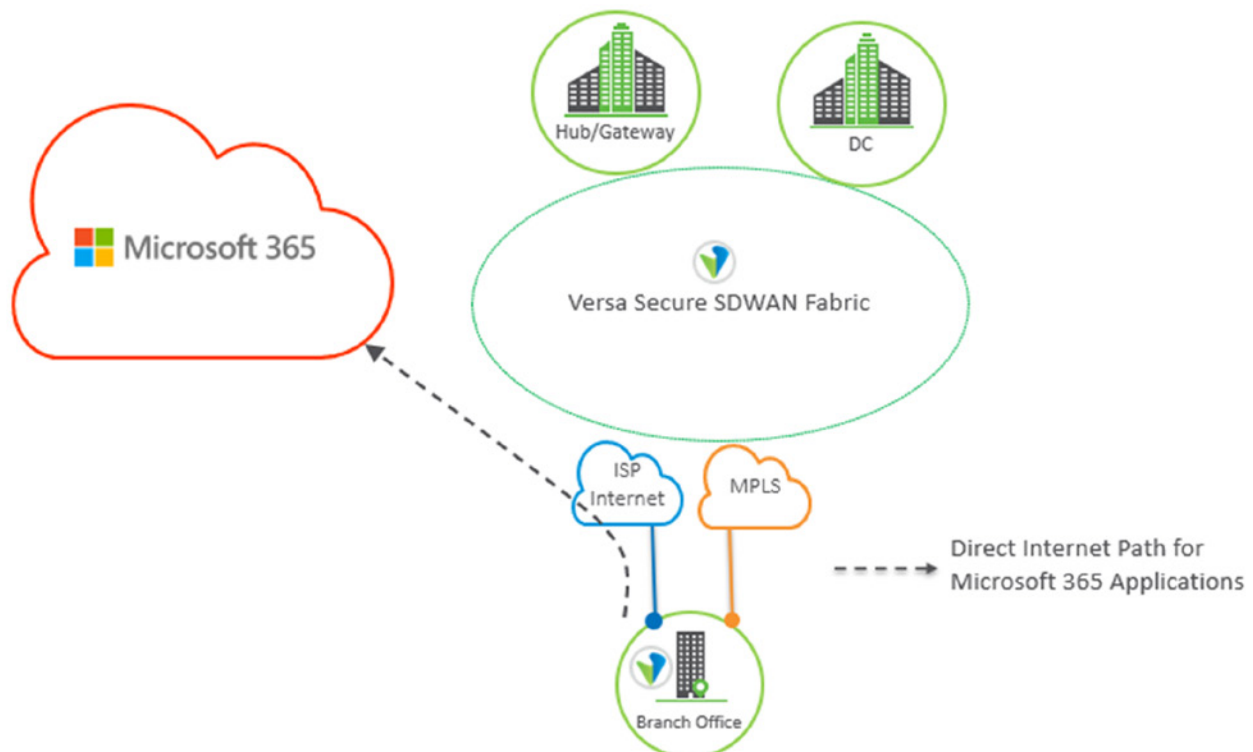 Hub/Gateway
DC
Microsoft 365
Versa Secure SDWAN Fabric
ISP
Internet
MPLS
Direct Internet Path for
Microsoft 365 Applications
Branch Office